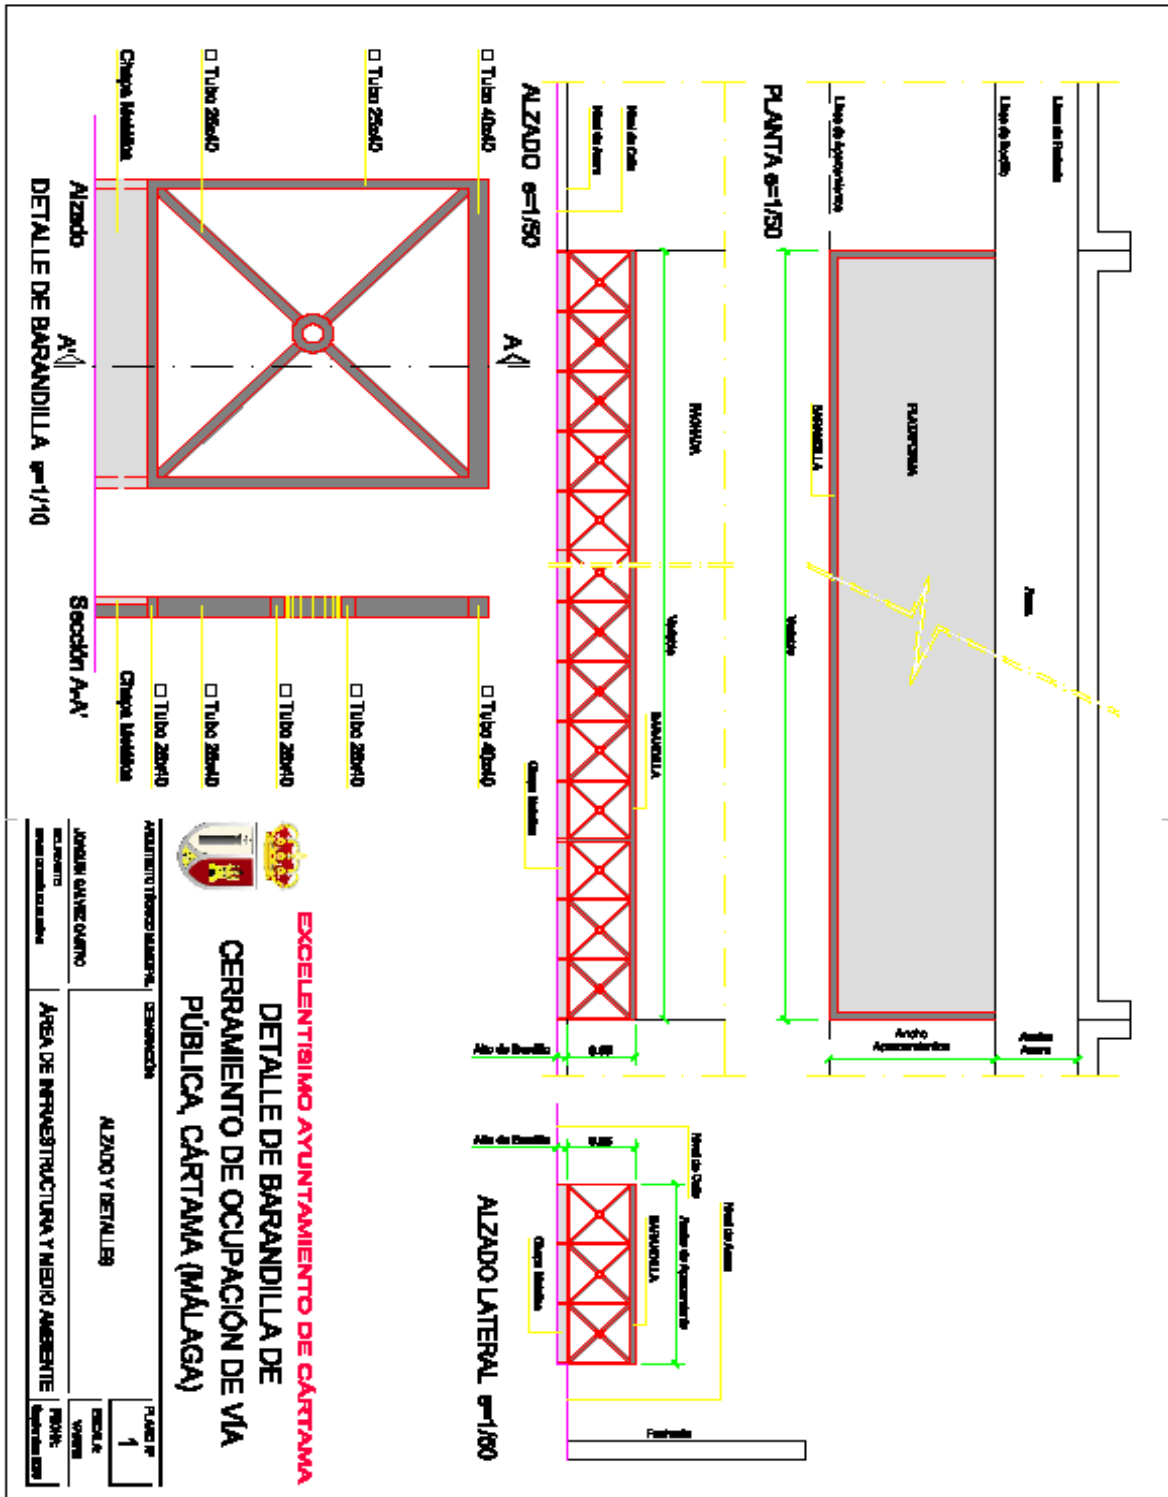 PLANTA e=1/50
Línea de Fachada
Línea de Bordillo
Línea de Aparcamientos
PLATAFORMA
BARANDILLA
Acera
Variable
Ancho
Aparcamientos
Ancho
Acera
ALZADO e=1/50
Nivel de Calle
Nivel de Acera
FACHADA
Variable
BARANDILLA
Chapa Metálica
Alto de Bordillo
ALZADO LATERAL e=1/50
Nivel de Calle
Nivel de Acera
Ancho de Aparcamiento
BARANDILLA
Chapa Metálica
Alto de Bordillo
Fachada
Tubo 40x40
Tubo 25x40
Tubo 25x40
Chapa Metálica
A
A'
Alzado
DETALLE DE BARANDILLA e=1/10
Tubo 40x40
Tubo 25x40
Tubo 25x40
Tubo 25x40
Tubo 25x40
Chapa Metálica
Sección A-A'
EXCELENTISIMO AYUNTAMIENTO DE CÁRTAMA
DETALLE DE BARANDILLA DE
CERRAMIENTO DE OCUPACIÓN DE VÍA
PÚBLICA, CÁRTAMA (MÁLAGA)
ARQUITECTO TÉCNICO MUNICIPAL
DESIGNACIÓN
ALZADO Y DETALLES
ÁREA DE INFRAESTRUCTURA Y MEDIO AMBIENTE
PLANO Nº
1
ESCALA:
FECHA: